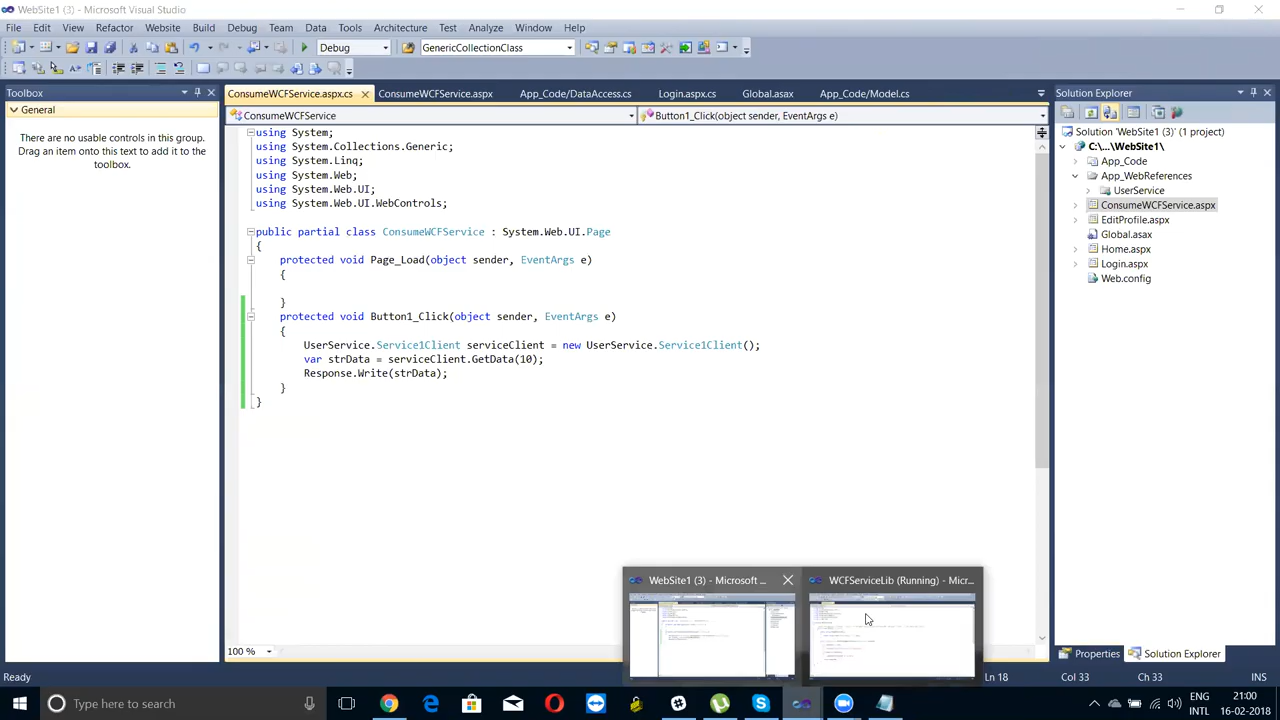 WebSite1 (3) - Microsoft Visual Studio
File Edit View Refactor Website Build Debug Team Data Tools Architecture Test Analyze Window Help
Debug GenericCollectionClass
Toolbox
General
There are no usable controls in this group.
Drag an item onto this text to add it to the
toolbox.
ConsumeWCFService.aspx.cs ConsumeWCFService.aspx App_Code/DataAccess.cs Login.aspx.cs Global.asax App_Code/Model.cs
ConsumeWCFService Button1_Click(object sender, EventArgs e)
using System;
using System.Collections.Generic;
using System.Linq;
using System.Web;
using System.Web.UI;
using System.Web.UI.WebControls;
public partial class ConsumeWCFService : System.Web.UI.Page
{
protected void Page_Load(object sender, EventArgs e)
{
}
protected void Button1_Click(object sender, EventArgs e)
{
UserService.Service1Client serviceClient = new UserService.Service1Client();
var strData = serviceClient.GetData(10);
Response.Write(strData);
}
}
Solution Explorer
Solution 'WebSite1 (3)' (1 project)
C:\...\WebSite1\
App_Code
App_WebReferences
UserService
ConsumeWCFService.aspx
EditProfile.aspx
Global.asax
Home.aspx
Login.aspx
Web.config
WebSite1 (3) - Microsoft ... WCFServiceLib (Running) - Micr...
100 %
Properties Solution Explorer
Ready Ln 18 Col 33 Ch 33 INS
Type here to search
ENG 21:00
INTL 16-02-2018